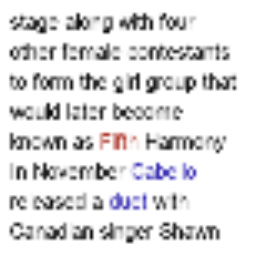 stage along with four
other female contestants
to form the girl group that
would later become
known as Fifth Harmony
In November Cabello
released a duet with
Canadian singer Shawn